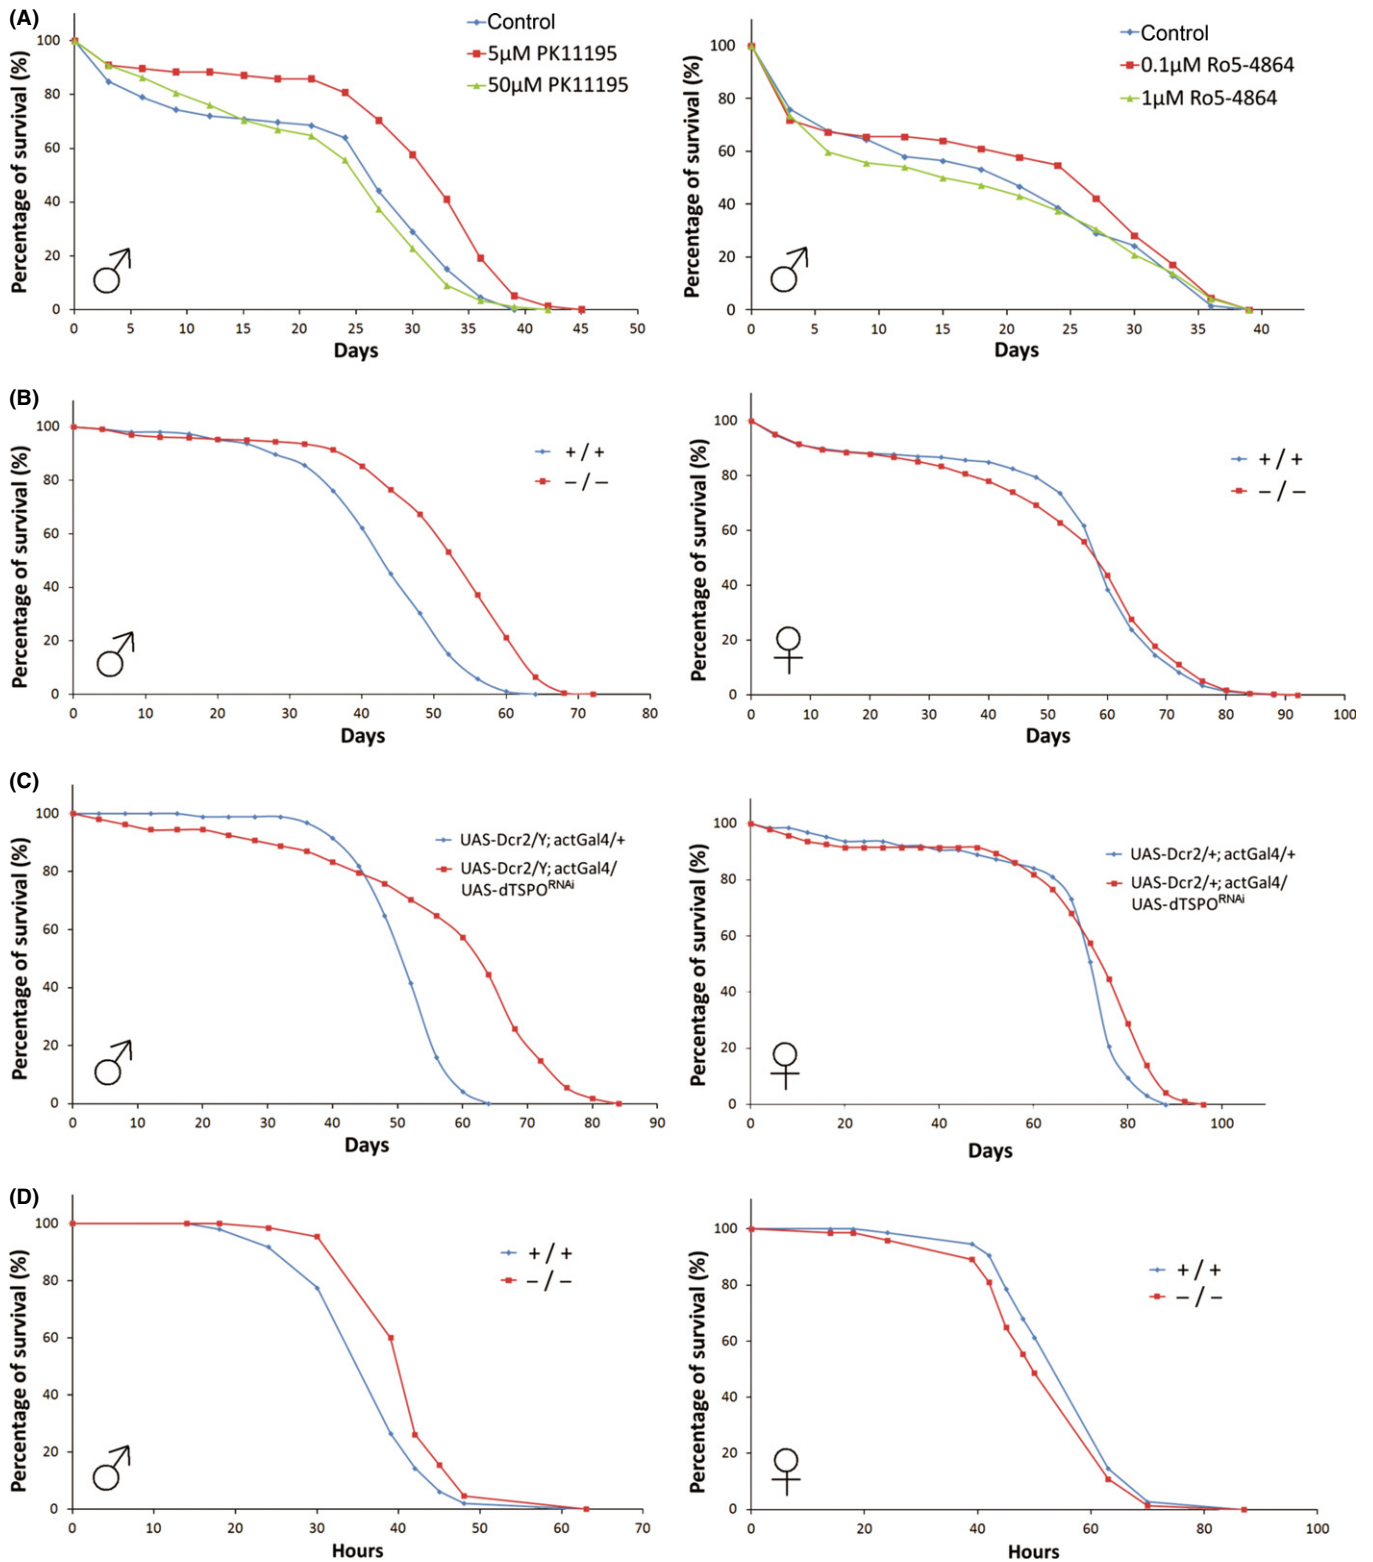 (A)
Control
5µM PK11195
50µM PK11195
Percentage of survival (%)
100
80
60
40
20
0
0 5 10 15 20 25 30 35 40 45 50
Days
Control
0.1µM Ro5-4864
1µM Ro5-4864
Percentage of survival (%)
100
80
60
40
20
0
0 5 10 15 20 25 30 35 40
Days
(B)
+ / +
– / –
Percentage of survival (%)
100
80
60
40
20
0
0 10 20 30 40 50 60 70 80
Days
+ / +
– / –
Percentage of survival (%)
100
80
60
40
20
0
0 10 20 30 40 50 60 70 80 90 100
Days
(C)
UAS-Dcr2/Y; actGal4/+
UAS-Dcr2/Y; actGal4/
UAS-dTSPO^RNAi
Percentage of survival (%)
100
80
60
40
20
0
0 10 20 30 40 50 60 70 80 90
Days
UAS-Dcr2/+; actGal4/+
UAS-Dcr2/+; actGal4/
UAS-dTSPO^RNAi
Percentage of survival (%)
100
80
60
40
20
0
0 20 40 60 80 100
Days
(D)
+ / +
– / –
Percentage of survival (%)
100
80
60
40
20
0
0 10 20 30 40 50 60 70
Hours
+ / +
– / –
Percentage of survival (%)
100
80
60
40
20
0
0 20 40 60 80 100
Hours